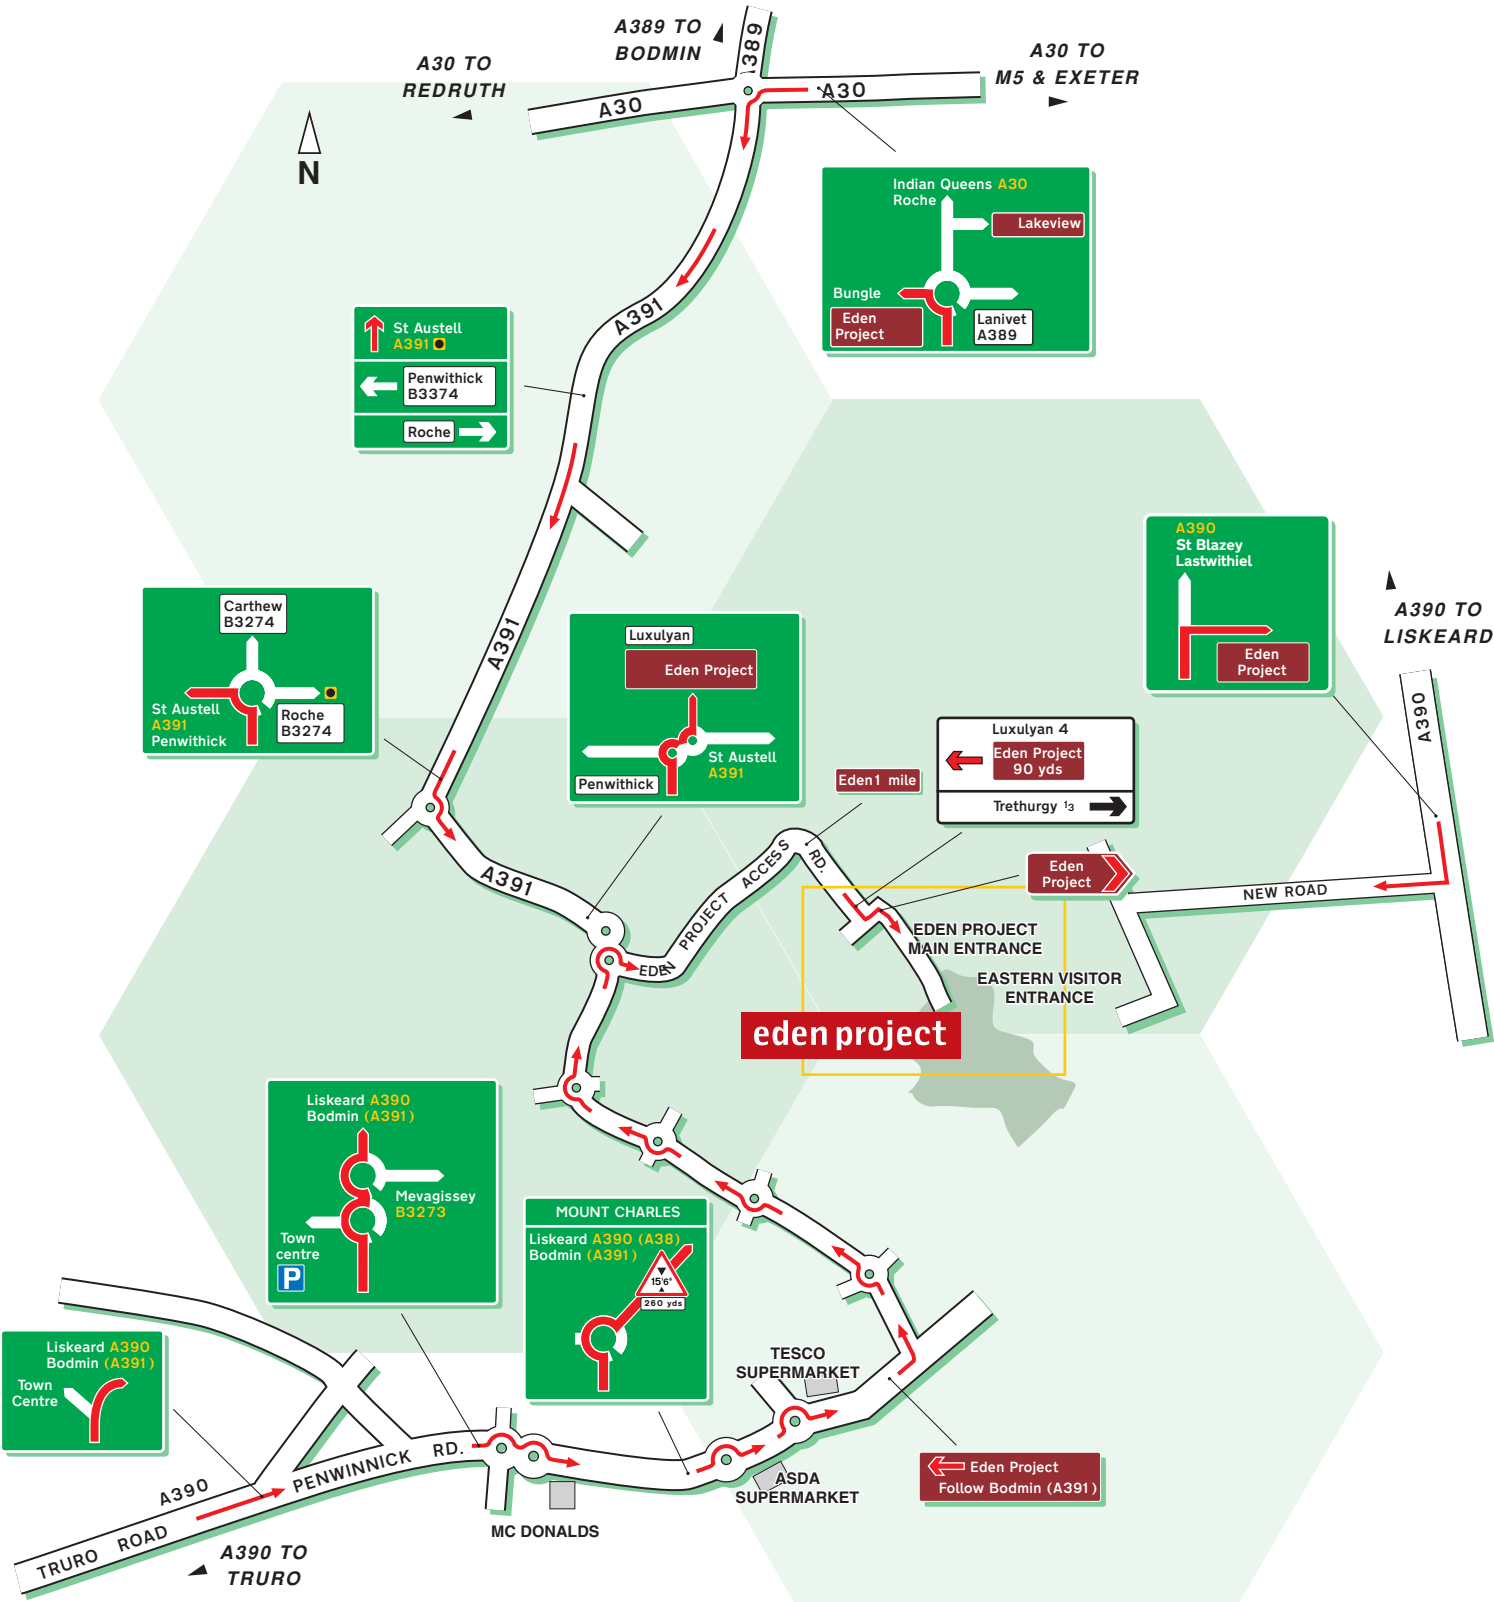 A389 TO
BODMIN
A30 TO
REDRUTH
A30 TO
M5 & EXETER
A389
A30
A30
N
Indian Queens A30
Roche
Lakeview
Bungle
Eden
Project
Lanivet
A389
A391
St Austell
A391
Penwithick
B3374
Roche
A390
St Blazey
Lastwithiel
Eden
Project
A390 TO
LISKEARD
Carthew
B3274
St Austell
A391
Penwithick
Roche
B3274
A391
Luxulyan
Eden Project
St Austell
A391
Penwithick
A390
Luxulyan 4
Eden Project
90 yds
Trethurgy 1/3
Eden1 mile
Eden
Project
NEW ROAD
A391
EDEN PROJECT ACCESS RD.
EDEN PROJECT
MAIN ENTRANCE
EASTERN VISITOR
ENTRANCE
eden project
Liskeard A390
Bodmin (A391)
Mevagissey
B3273
Town
centre
P
MOUNT CHARLES
Liskeard A390 (A38)
Bodmin (A391)
15'6"
260 yds
Liskeard A390
Bodmin (A391)
Town
Centre
TESCO
SUPERMARKET
A390
PENWINNICK RD.
TRURO ROAD
ASDA
SUPERMARKET
Eden Project
Follow Bodmin (A391)
MC DONALDS
A390 TO
TRURO